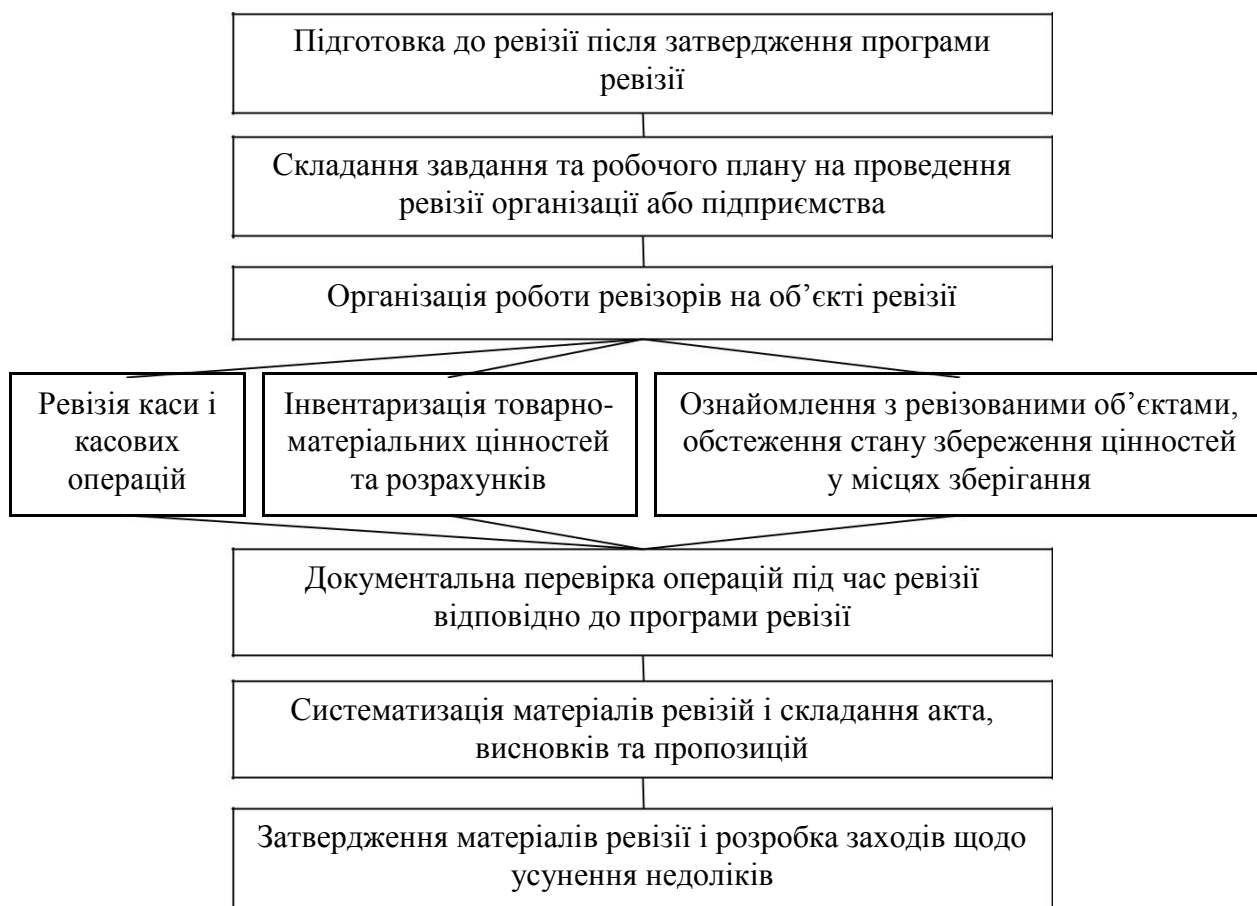 Підготовка до ревізії після затвердження програми
ревізії
Складання завдання та робочого плану на проведення
ревізії організації або підприємства
Організація роботи ревізорів на об’єкті ревізії
Ревізія каси і
касових
операцій
Інвентаризація товарно-
матеріальних цінностей
та розрахунків
Ознайомлення з ревізованими об’єктами,
обстеження стану збереження цінностей
у місцях зберігання
Документальна перевірка операцій під час ревізії
відповідно до програми ревізії
Систематизація матеріалів ревізій і складання акта,
висновків та пропозицій
Затвердження матеріалів ревізії і розробка заходів щодо
усунення недоліків